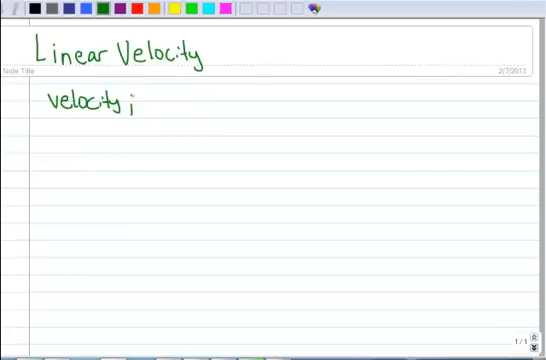 Linear Velocity
Note Title
2/7/2013
velocity i
1 / 1